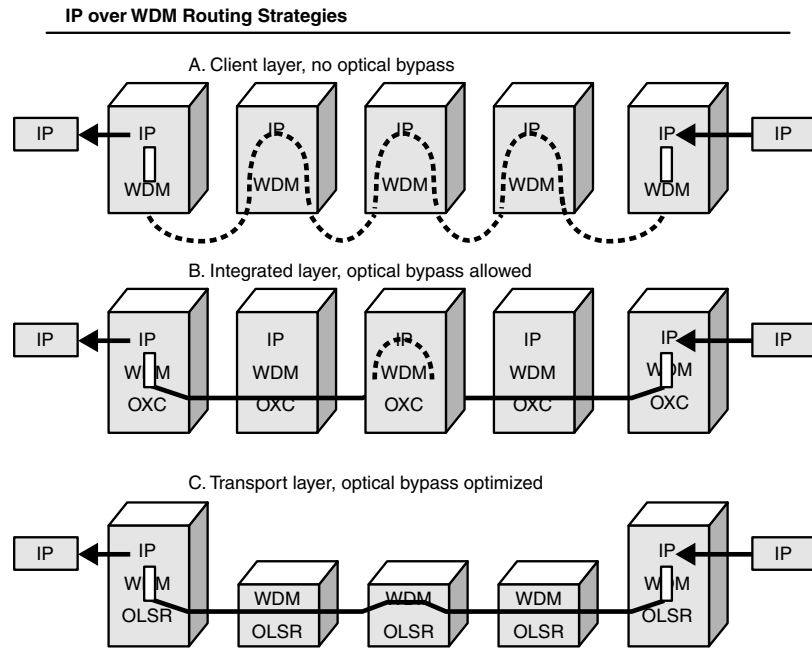 IP over WDM Routing Strategies
A. Client layer, no optical bypass
IP IP IP IP IP IP IP
WDM WDM WDM WDM WDM
B. Integrated layer, optical bypass allowed
IP IP IP IP IP IP IP
WDM WDM WDM WDM WDM
OXC OXC OXC OXC OXC
C. Transport layer, optical bypass optimized
IP IP IP IP
WDM WDM WDM WDM WDM
OLSR OLSR OLSR OLSR OLSR